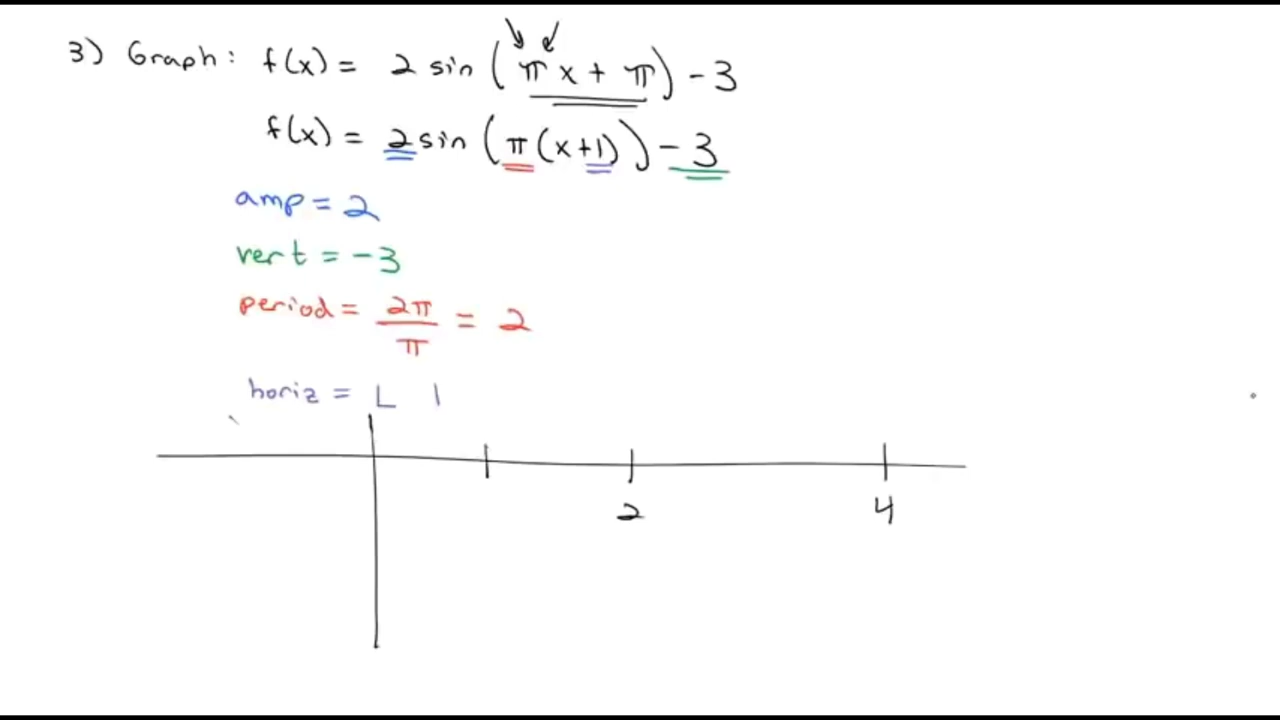 3) Graph: f(x) = 2 sin (πx + π) - 3
f(x) = 2 sin (π(x+1)) - 3
amp = 2
vert = -3
period = 2π/π = 2
horiz = L 1
2 4